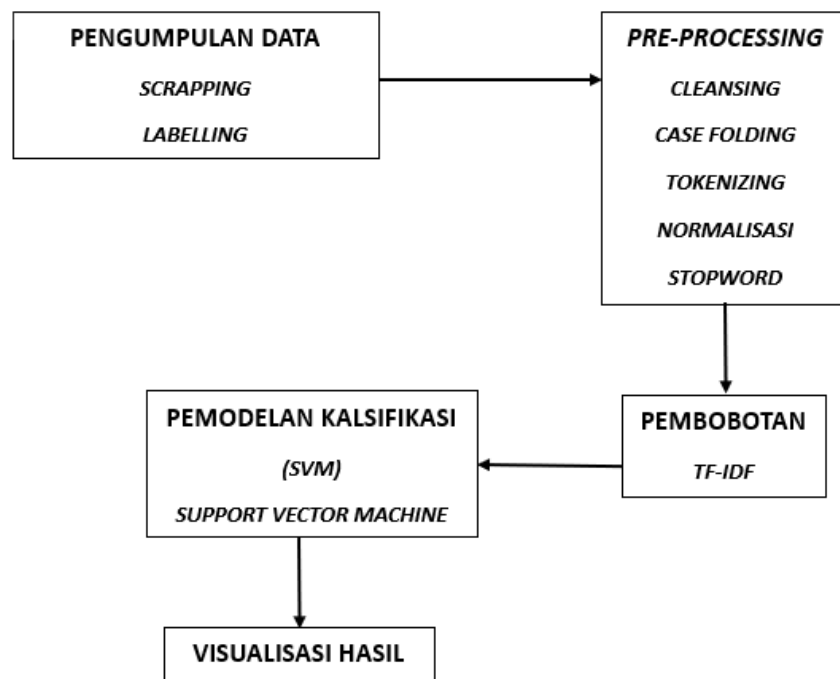 PENGUMPULAN DATA
SCRAPPING
LABELLING
PRE-PROCESSING
CLEANSING
CASE FOLDING
TOKENIZING
NORMALISASI
STOPWORD
PEMBOBOTAN
TF-IDF
PEMODELAN KALSIFIKASI
(SVM)
SUPPORT VECTOR MACHINE
VISUALISASI HASIL